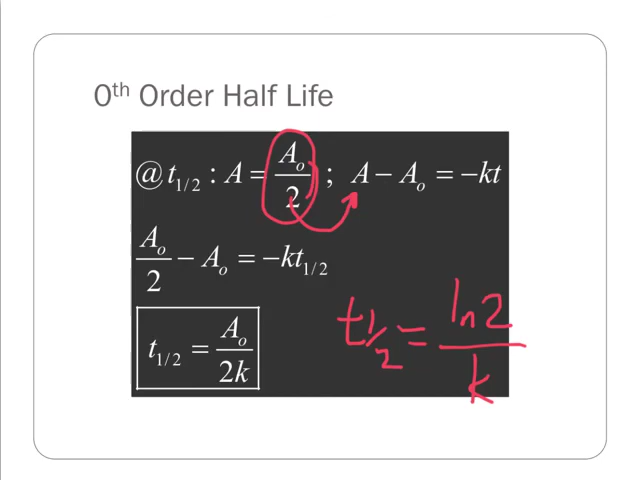 0th Order Half Life
@ t1/2 : A = Ao/2 ; A − Ao = −kt
Ao/2 − Ao = −kt1/2
t1/2 = Ao/2k
t1/2 = ln2/k